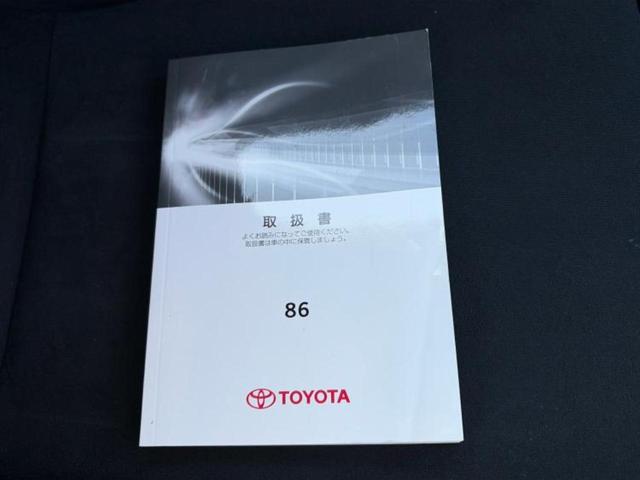 取扱書
よくお読みになってご使用ください。
取扱書は車の中に保管しましょう。
86
TOYOTA